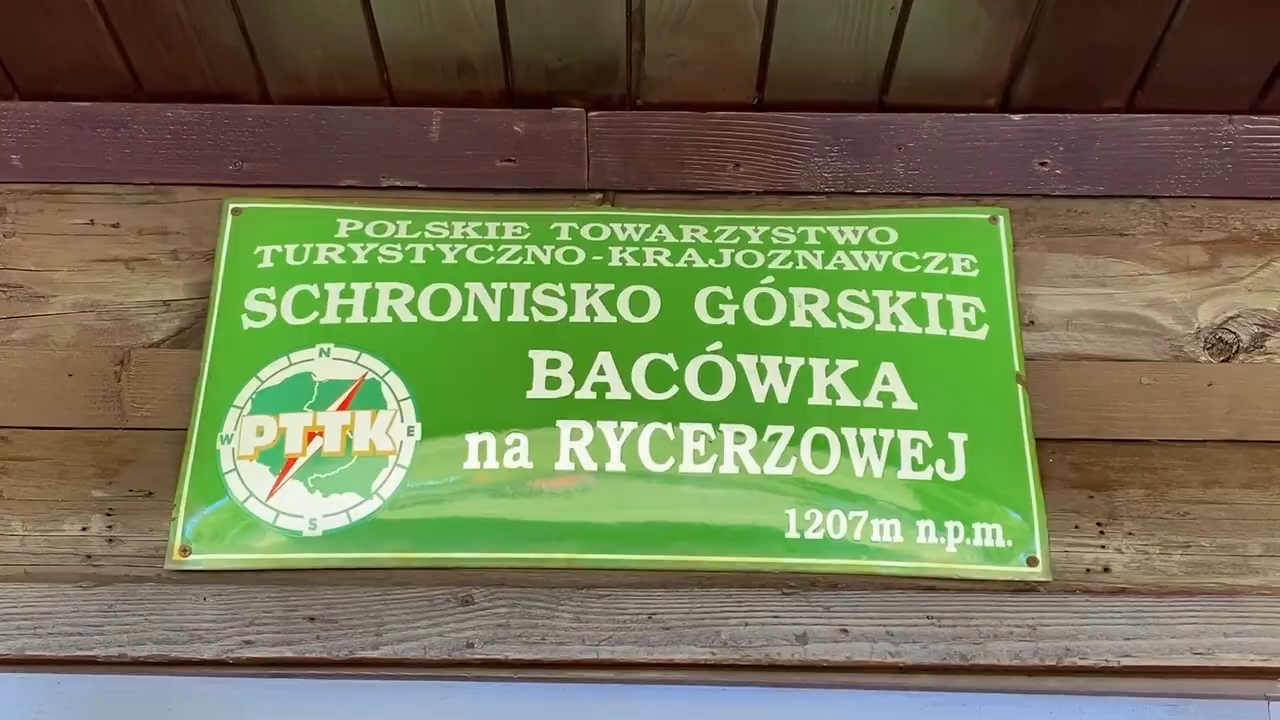 POLSKIE TOWARZYSTWO
TURYSTYCZNO-KRAJOZNAWCZE
SCHRONISKO GÓRSKIE
BACÓWKA
na RYCERZOWEJ
1207m n.p.m.
N
W PTTK E
S